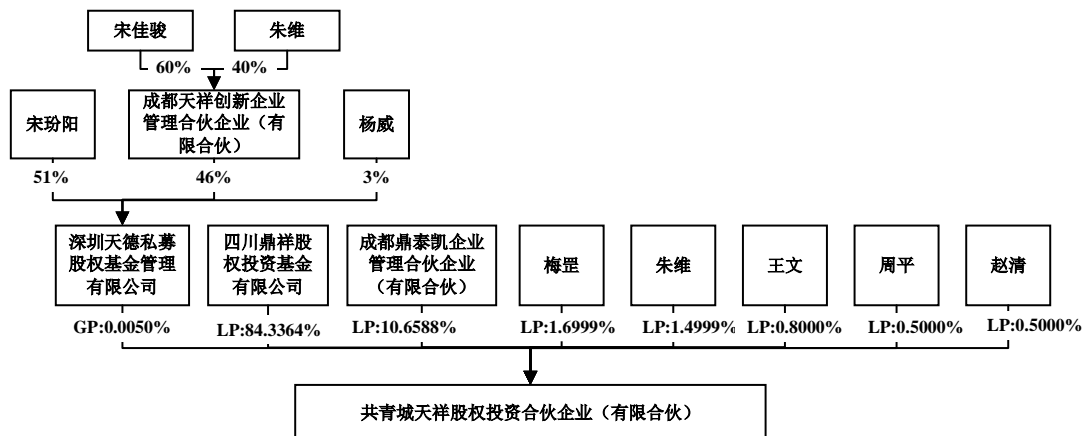 宋佳骏
朱维
60%
40%
宋玢阳
成都天祥创新企业
管理合伙企业（有
限合伙）
杨威
51%
46%
3%
深圳天德私募
股权基金管理
有限公司
四川鼎祥股
权投资基金
有限公司
成都鼎泰凯企业
管理合伙企业
（有限合伙）
梅罡
朱维
王文
周平
赵清
GP:0.0050%
LP:84.3364%
LP:10.6588%
LP:1.6999%
LP:1.4999%
LP:0.8000%
LP:0.5000%
LP:0.5000%
共青城天祥股权投资合伙企业（有限合伙）